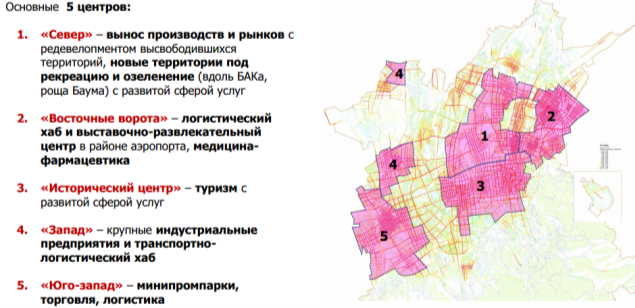 Основные 5 центров:
1. «Север» – вынос производств и рынков с
редевелопментом высвободившихся
территорий, новые территории под
рекреацию и озеленение (вдоль БАКа,
роща Баума) с развитой сферой услуг
2. «Восточные ворота» – логистический
хаб и выставочно-развлекательный
центр в районе аэропорта, медицина-
фармацевтика
3. «Исторический центр» – туризм с
развитой сферой услуг
4. «Запад» – крупные индустриальные
предприятия и транспортно-
логистический хаб
5. «Юго-запад» – минипромпарки,
торговля, логистика
4
2
1
4
3
5